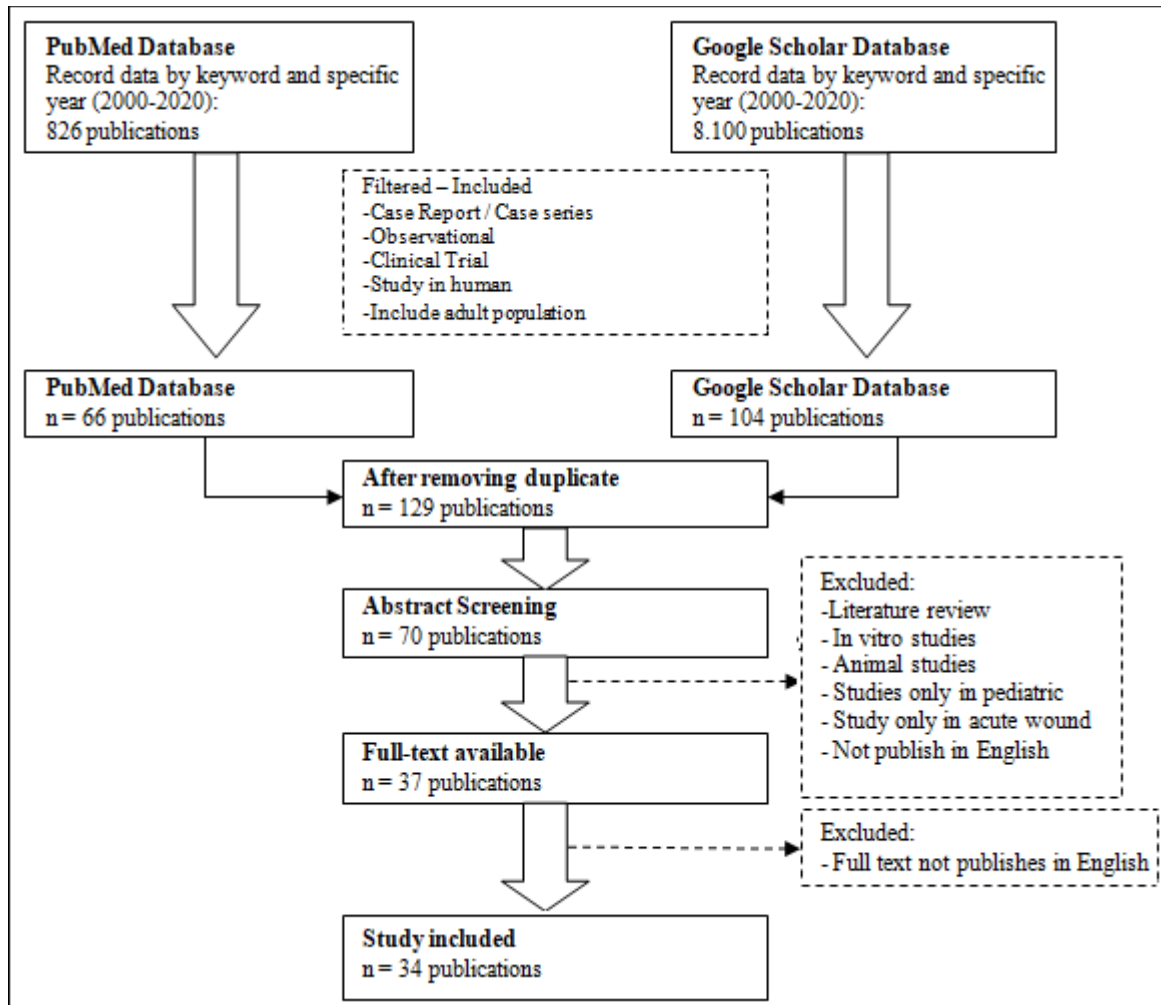 PubMed Database
Record data by keyword and specific
year (2000-2020):
826 publications
Google Scholar Database
Record data by keyword and specific
year (2000-2020):
8.100 publications
Filtered – Included
-Case Report / Case series
-Observational
-Clinical Trial
-Study in human
-Include adult population
PubMed Database
n = 66 publications
Google Scholar Database
n = 104 publications
After removing duplicate
n = 129 publications
Abstract Screening
n = 70 publications
Excluded:
-Literature review
- In vitro studies
- Animal studies
- Studies only in pediatric
- Study only in acute wound
- Not publish in English
Full-text available
n = 37 publications
Excluded:
- Full text not publishes in English
Study included
n = 34 publications